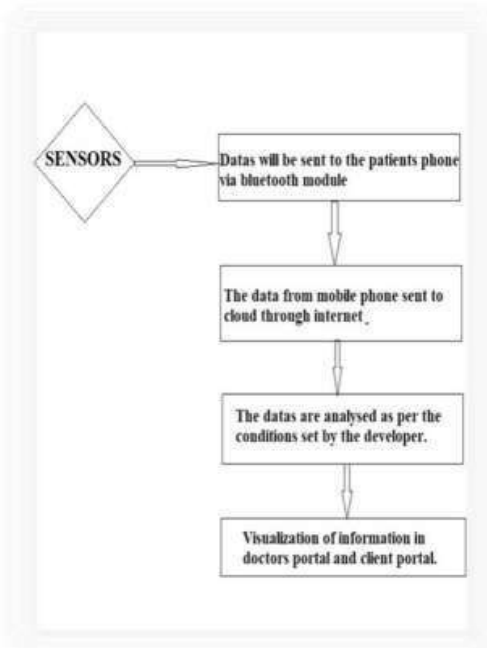 SENSORS
Datas will be sent to the patients phone
via bluetooth module
The data from mobile phone sent to
cloud through internet .
The datas are analysed as per the
conditions set by the developer.
Visualization of information in
doctors portal and client portal.